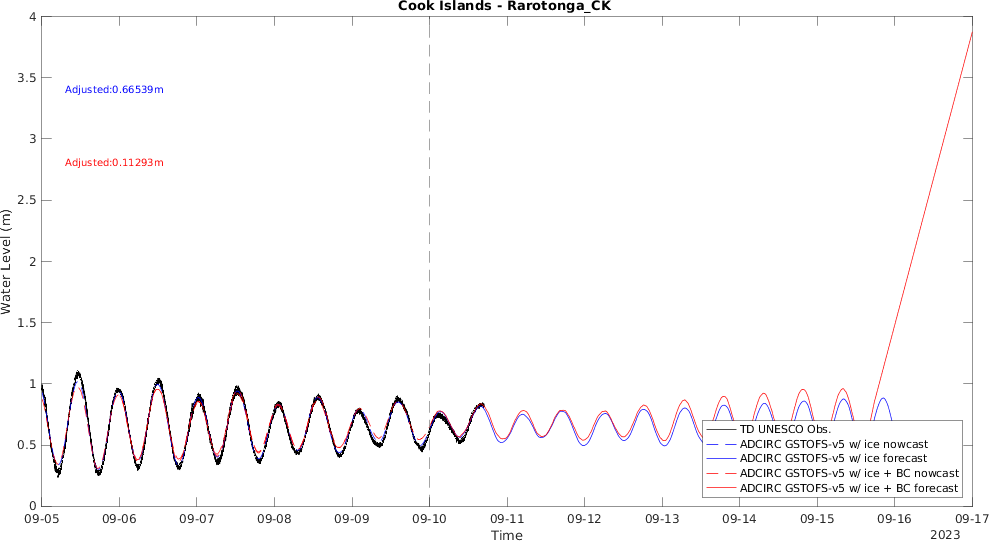 Cook Islands - Rarotonga_CK
4
3.5
3
2.5
2
1.5
1
0.5
0
Water Level (m)
Adjusted:0.66539m
Adjusted:0.11293m
TD UNESCO Obs.
ADCIRC GSTOFS-v5 w/ ice nowcast
ADCIRC GSTOFS-v5 w/ ice forecast
ADCIRC GSTOFS-v5 w/ ice + BC nowcast
ADCIRC GSTOFS-v5 w/ ice + BC forecast
09-05 09-06 09-07 09-08 09-09 09-10 09-11 09-12 09-13 09-14 09-15 09-16 09-17
Time
2023